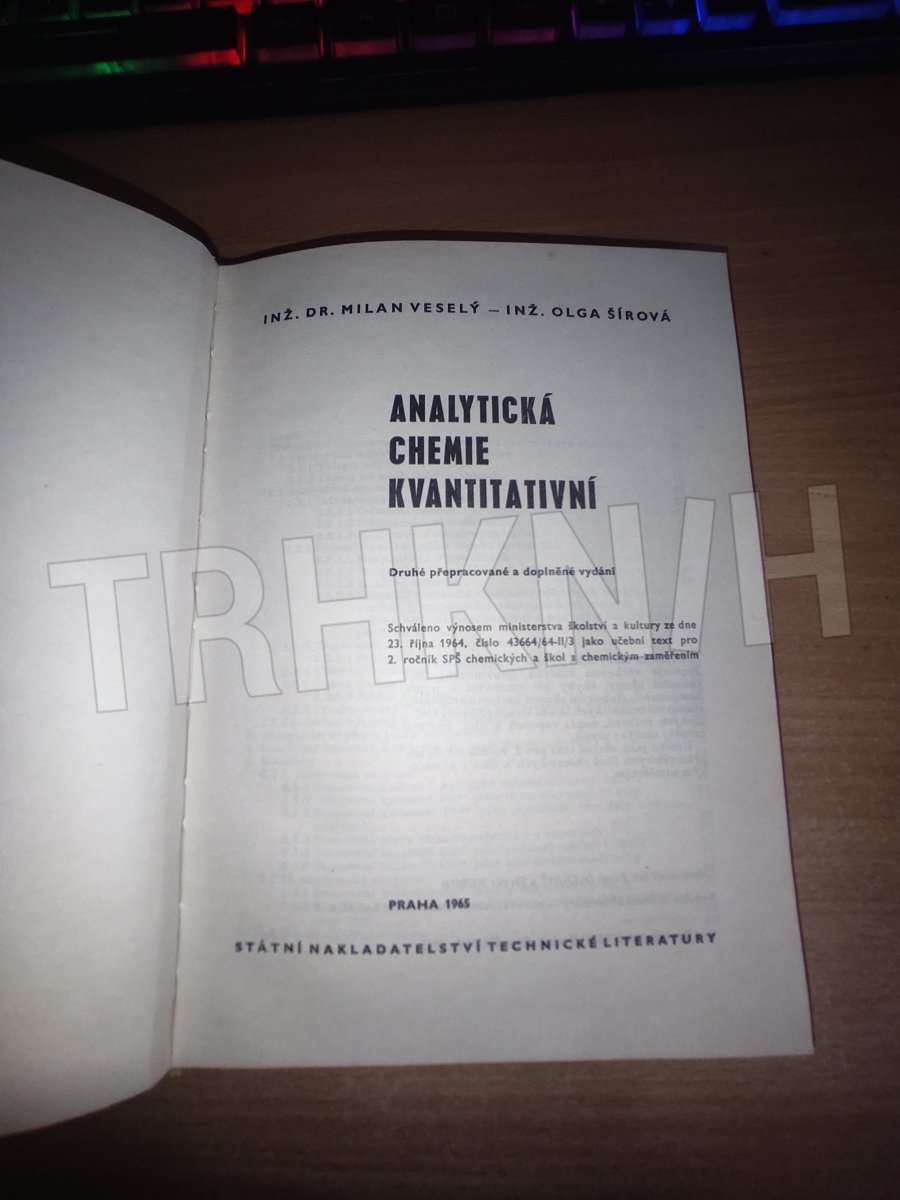 INŽ. DR. MILAN VESELÝ – INŽ. OLGA ŠÍROVÁ
ANALYTICKÁ
CHEMIE
KVANTITATIVNÍ
Druhé přepracované a doplněné vydání
Schváleno výnosem ministerstva školství a kultury ze dne
23. října 1964, číslo 43664/64-II/3 jako učební text pro
2. ročník SPŠ chemických a škol s chemickým zaměřením
TRHKNIH
PRAHA 1965
STÁTNÍ NAKLADATELSTVÍ TECHNICKÉ LITERATURY